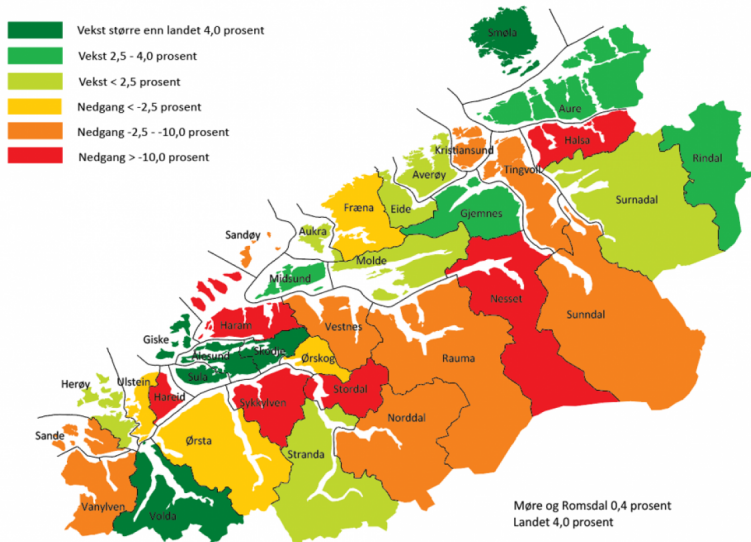 Vekst større enn landet 4,0 prosent
Vekst 2,5 - 4,0 prosent
Vekst < 2,5 prosent
Nedgang < -2,5 prosent
Nedgang -2,5 - -10,0 prosent
Nedgang > -10,0 prosent
Smøla
Aure
Kristiansund
Halsa
Rindal
Averøy
Tingvoll
Surnadal
Fræna
Eide
Gjemnes
Sandøy
Aukra
Molde
Midsund
Nesset
Sunndal
Haram
Vestnes
Giske
Ålesund
Skodje
Ørskog
Rauma
Sula
Herøy
Ulstein
Hareid
Sykkylven
Stordal
Norddal
Sande
Ørsta
Stranda
Vanylven
Volda
Møre og Romsdal 0,4 prosent
Landet 4,0 prosent